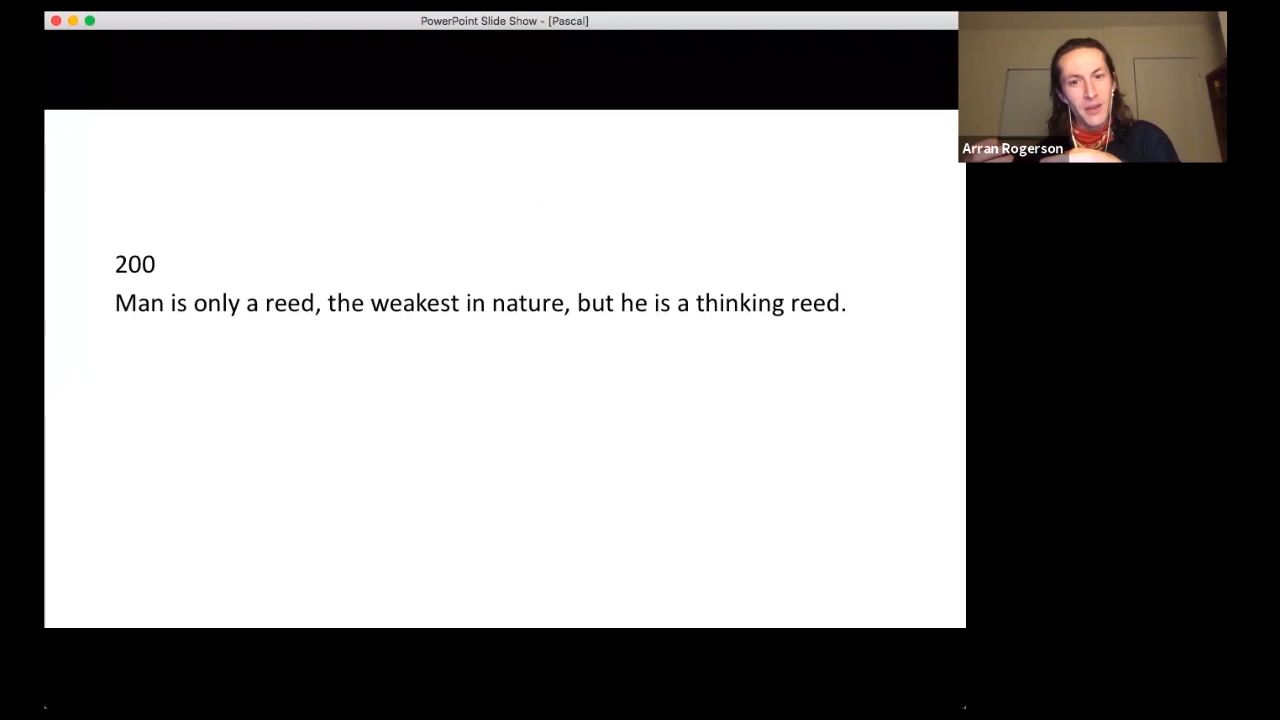 PowerPoint Slide Show - [Pascal]
Arran Rogerson
200
Man is only a reed, the weakest in nature, but he is a thinking reed.